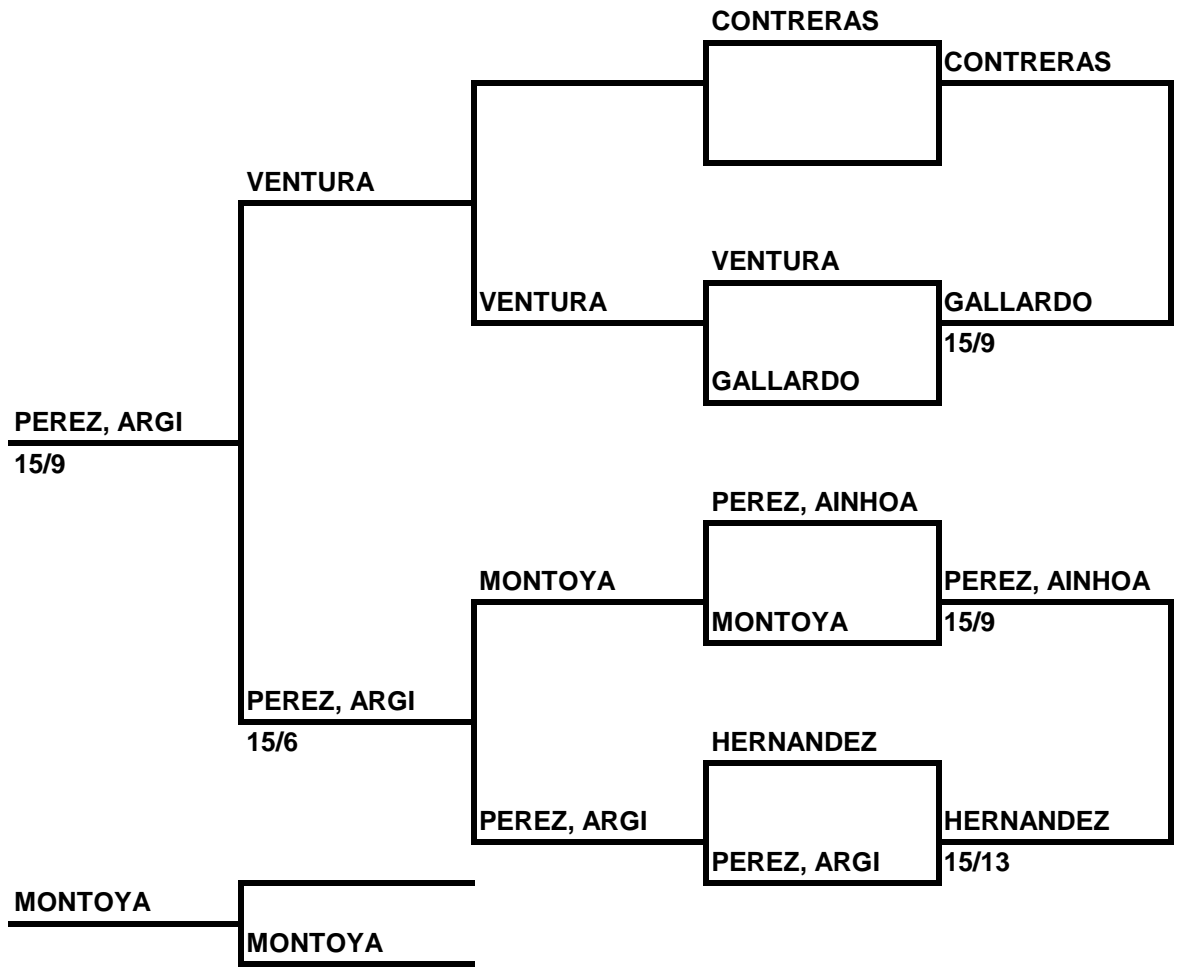 CONTRERAS
CONTRERAS
VENTURA
VENTURA
VENTURA
GALLARDO
15/9
GALLARDO
PEREZ, ARGI
15/9
PEREZ, AINHOA
MONTOYA
PEREZ, AINHOA
MONTOYA
15/9
PEREZ, ARGI
15/6
HERNANDEZ
PEREZ, ARGI
HERNANDEZ
PEREZ, ARGI
15/13
MONTOYA
MONTOYA